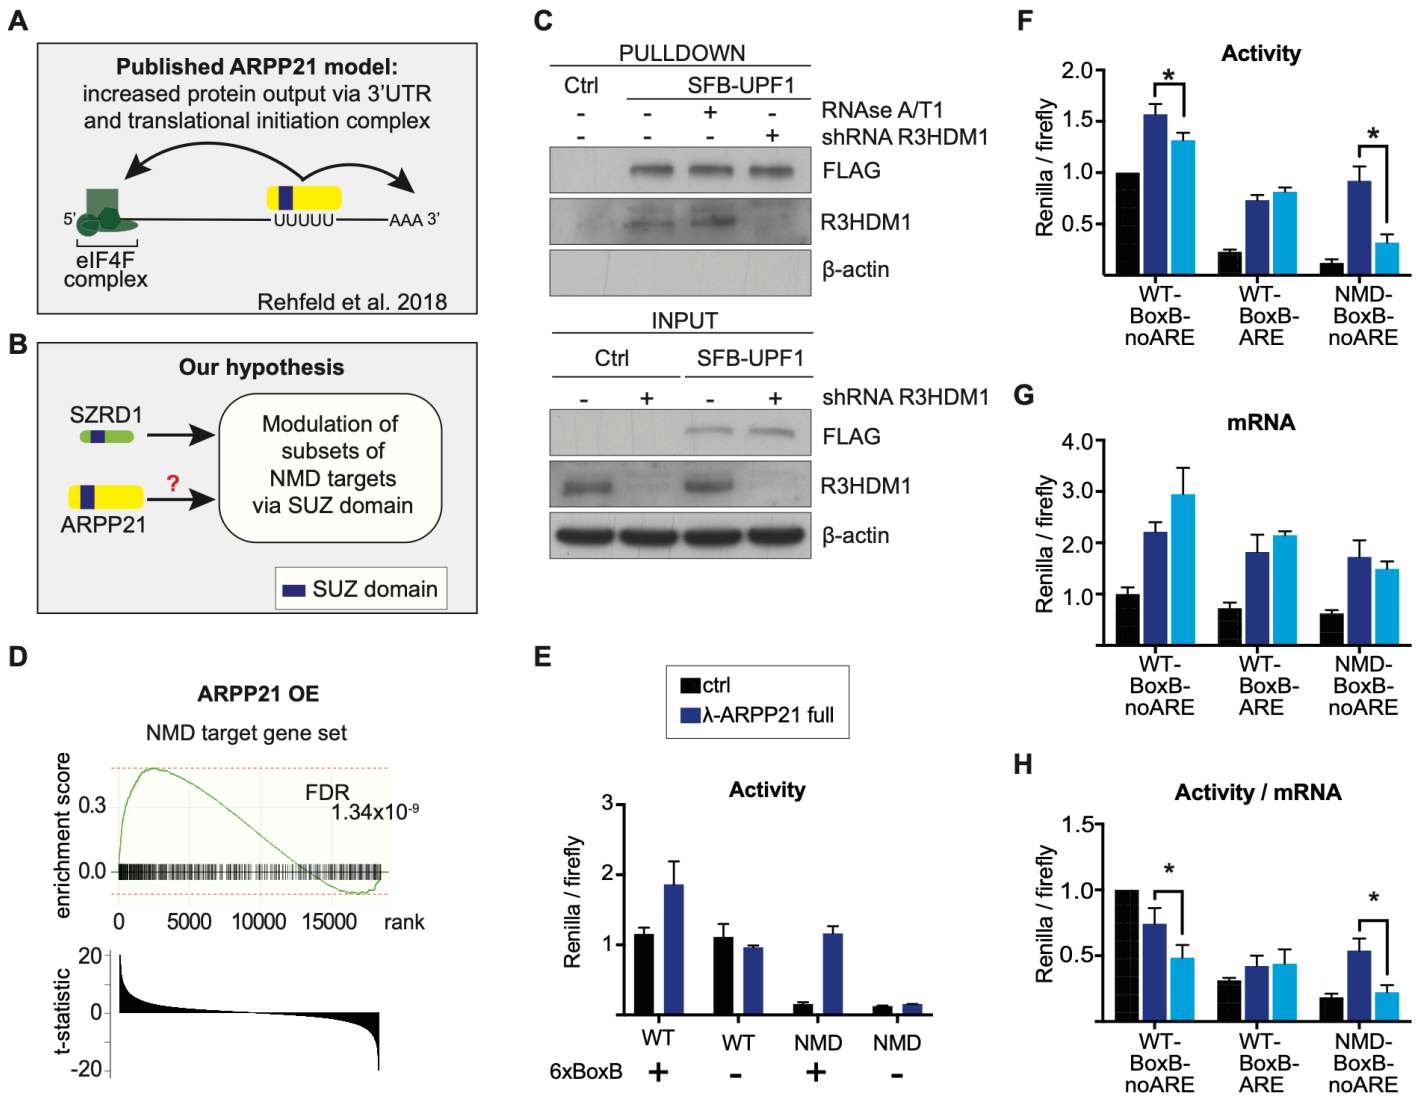 A
Published ARPP21 model:
increased protein output via 3'UTR
and translational initiation complex
5'
UUUUU
AAA 3'
eIF4F
complex
Rehfeld et al. 2018
B
Our hypothesis
SZRD1
?
ARPP21
Modulation of
subsets of
NMD targets
via SUZ domain
SUZ domain
C
PULLDOWN
Ctrl SFB-UPF1
- - + - RNAse A/T1
- - - + shRNA R3HDM1
FLAG
R3HDM1
β-actin
INPUT
Ctrl SFB-UPF1
- + - + shRNA R3HDM1
FLAG
R3HDM1
β-actin
D
ARPP21 OE
NMD target gene set
enrichment score
0.3
0.0
FDR
1.34x10⁻⁹
0 5000 10000 15000 rank
t-statistic
20
0
-20
E
ctrl
λ-ARPP21 full
Activity
Renilla / firefly
3
2
1
WT WT NMD NMD
6xBoxB + - + -
F
Activity
Renilla / firefly
2.0
1.5
1.0
0.5
* *
WT-BoxB-noARE
WT-BoxB-ARE
NMD-BoxB-noARE
G
mRNA
Renilla / firefly
4.0
3.0
2.0
1.0
WT-BoxB-noARE
WT-BoxB-ARE
NMD-BoxB-noARE
H
Activity / mRNA
Renilla / firefly
1.5
1.0
0.5
* *
WT-BoxB-noARE
WT-BoxB-ARE
NMD-BoxB-noARE